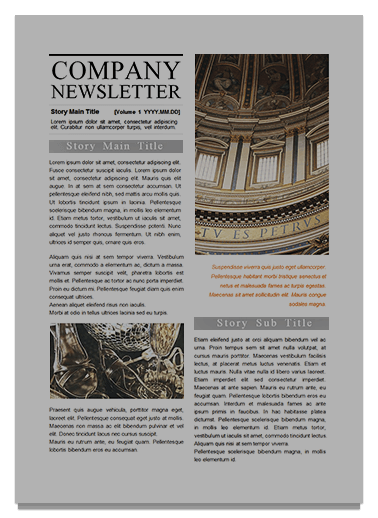 COMPANY
NEWSLETTER
Story Main Title [Volume 1 YYYY.MM.DD]
Lorem ipsum dolor sit amet, consectetur adipiscing
elit. Curabitur non ullamcorper turpis, vel interdum.
Story Main Title
Lorem ipsum dolor sit amet, consectetur adipiscing elit.
Fusce consectetur suscipit iaculis. Lorem ipsum dolor
sit amet, consectetur adipiscing elit. Mauris quis elit
augue. In at sem at sem consectetur accumsan. Ut
pellentesque eleifend nibh, sed mattis arcu mollis quis.
Ut lobortis tincidunt ipsum in lacinia. Pellentesque
scelerisque bibendum magna, in mollis leo elementum
id. Etiam metus tortor, vestibulum ut iaculis sit amet,
commodo tincidunt lectus. Suspendisse potenti. Nunc
aliquet vel justo rhoncus fermentum. Ut nibh enim,
ultrices id semper quis, ornare quis eros.
Aliquam quis nisi at sem tempor viverra. Vestibulum
urna erat, commodo a elementum ac, dictum a massa.
Vivamus semper suscipit velit, pharetra lobortis est
mollis et. Pellentesque ac tortor ac nunc porta imperdiet.
Proin eu dictum mi. Pellentesque feugiat diam quis enim
consequat ultrices.
Aenean aliquet eleifend risus non iaculis.
Morbi at odio in tellus ultrices lacinia sed eu turpis.
Praesent quis augue vehicula, porttitor magna eget,
laoreet elit. Pellentesque consequat eget justo at mollis.
Maecenas non massa ac elit bibendum pulvinar et vel
elit. Donec tincidunt lacus nec cursus suscipit.
Mauris eu rutrum ante, eu feugiat quam. Pellentesque
lobortis bibendum eros eu accumsan.
TV ES PETRVS
Suspendisse viverra quis justo eget ullamcorper.
Pellentesque habitant morbi tristique senectus et
netus et malesuada fames ac turpis egestas.
Maecenas sit amet sollicitudin elit. Mauris congue
sodales magna.
Story Sub Title
Etiam eleifend justo at orci aliquam bibendum vel ac
urna. Proin tempus sem sit amet nulla volutpat, at
cursus mauris porttitor. Maecenas vestibulum facilisis
lectus, at placerat metus luctus venenatis. Etiam et
luctus mauris. Nulla vitae nulla id libero varius laoreet.
Etiam imperdiet elit sed consectetur imperdiet.
Maecenas at ante sapien. Mauris eu rutrum ante, eu
feugiat quam. Pellentesque lobortis bibendum eros eu
accumsan. Interdum et malesuada fames ac ante
ipsum primis in faucibus. In hac habitasse platea
dictumst. Pellentesque scelerisque bibendum magna,
in mollis leo elementum id. Etiam metus tortor,
vestibulum ut iaculis sit amet, commodo tincidunt lectus.
Aliquam quis nisi at sem tempor viverra.
Pellentesque scelerisque bibendum magna, in mollis
leo elementum id.